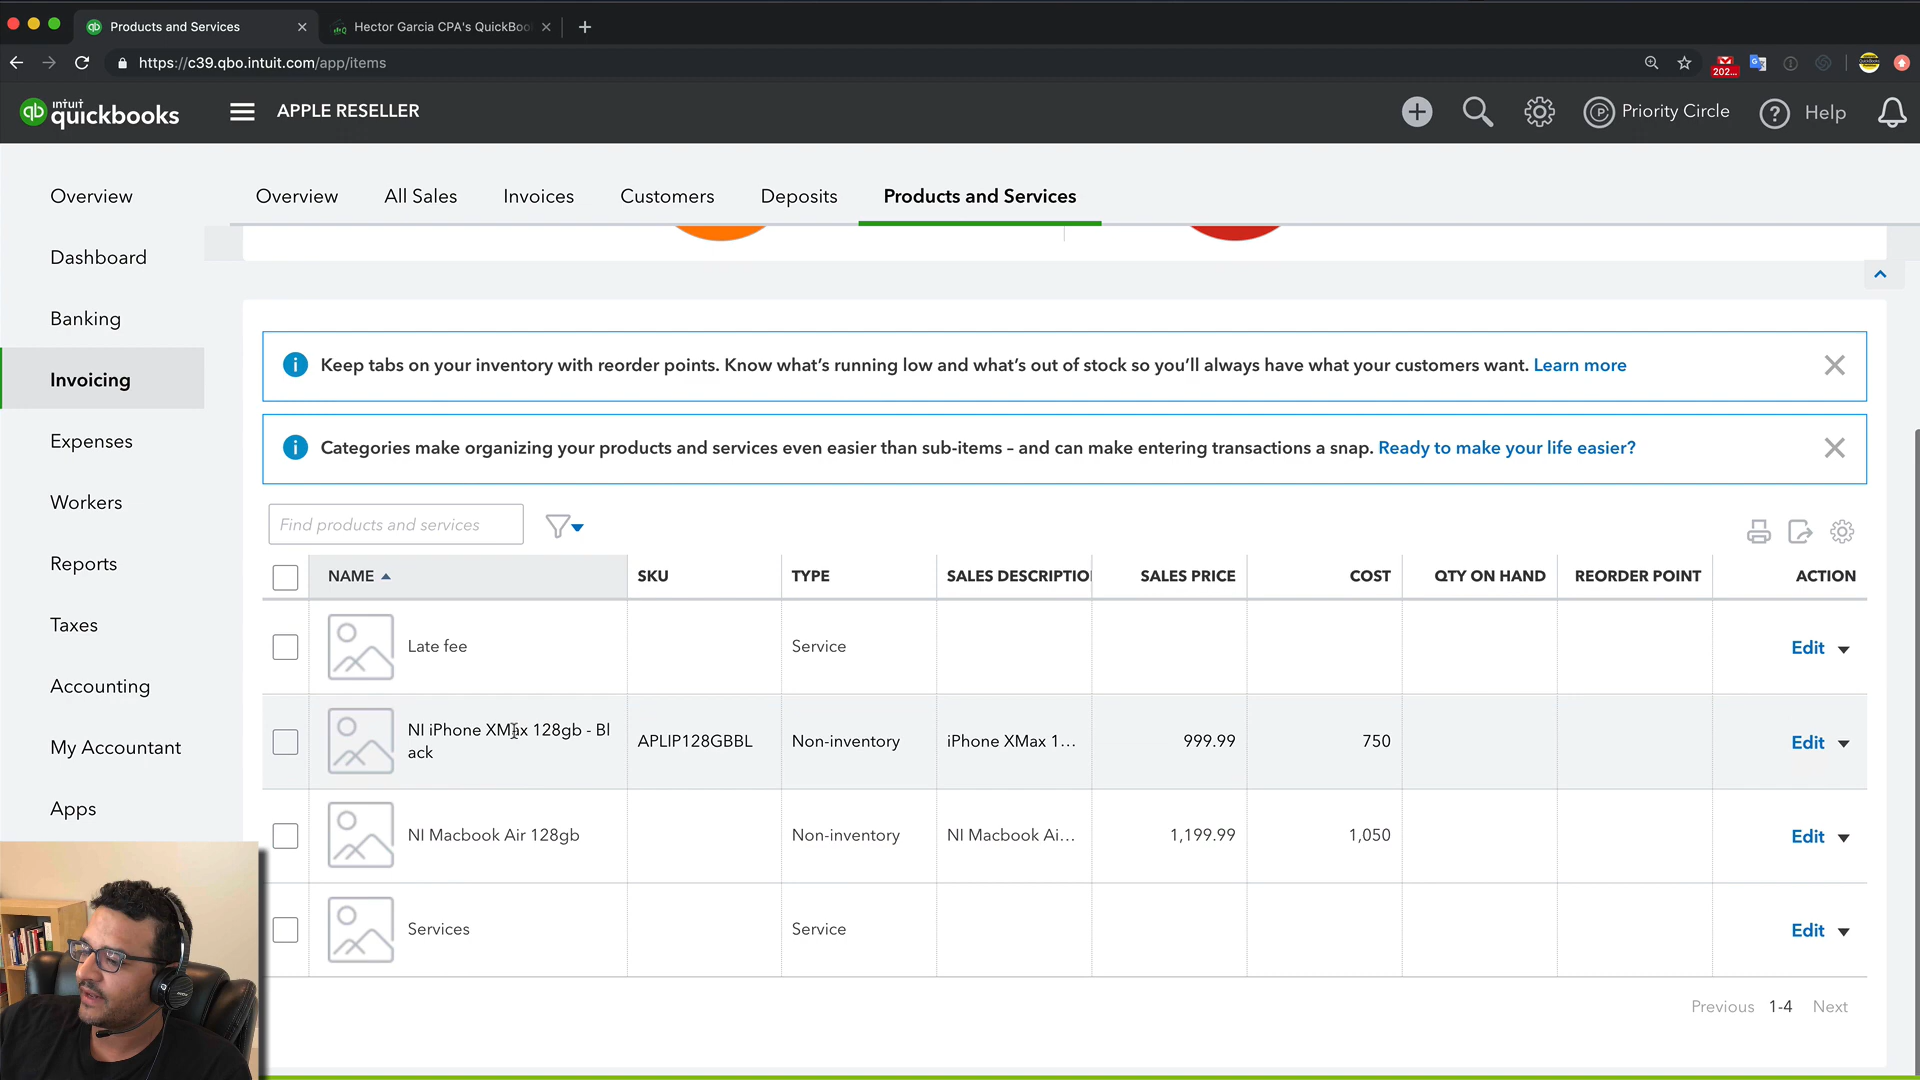 Products and Services
Hector Garcia CPA's QuickBoo
https://c39.qbo.intuit.com/app/items
202...
intuit
quickbooks
APPLE RESELLER
Priority Circle
Help
Overview
Dashboard
Banking
Invoicing
Expenses
Workers
Reports
Taxes
Accounting
My Accountant
Apps
Overview All Sales Invoices Customers Deposits Products and Services
Keep tabs on your inventory with reorder points. Know what's running low and what's out of stock so you'll always have what your customers want. Learn more
Categories make organizing your products and services even easier than sub-items – and can make entering transactions a snap. Ready to make your life easier?
Find products and services
NAME SKU TYPE SALES DESCRIPTIO SALES PRICE COST QTY ON HAND REORDER POINT ACTION
Late fee Service Edit
NI iPhone XMax 128gb - Bl
ack
APLIP128GBBL Non-inventory iPhone XMax 1... 999.99 750 Edit
NI Macbook Air 128gb Non-inventory NI Macbook Ai... 1,199.99 1,050 Edit
Services Service Edit
Previous 1-4 Next